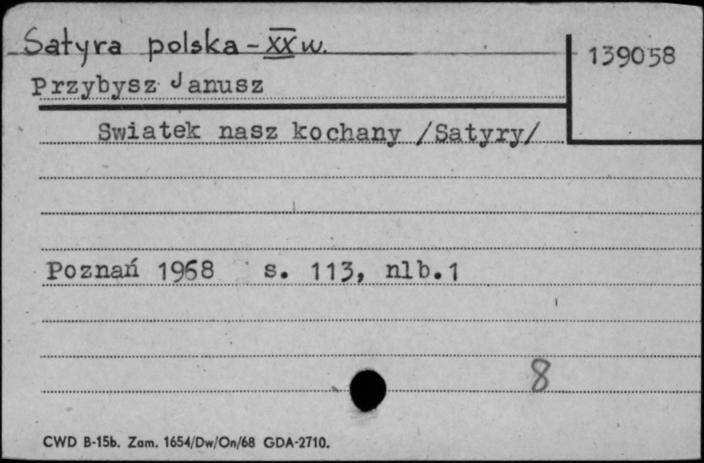 Satyra polska - XX w.
139058
Przybysz Janusz
Swiatek nasz kochany /Satyry/
Poznań 1968 s. 113, nlb.1
8
CWD B-15b. Zam. 1654/Dw/On/68 GDA-2710.